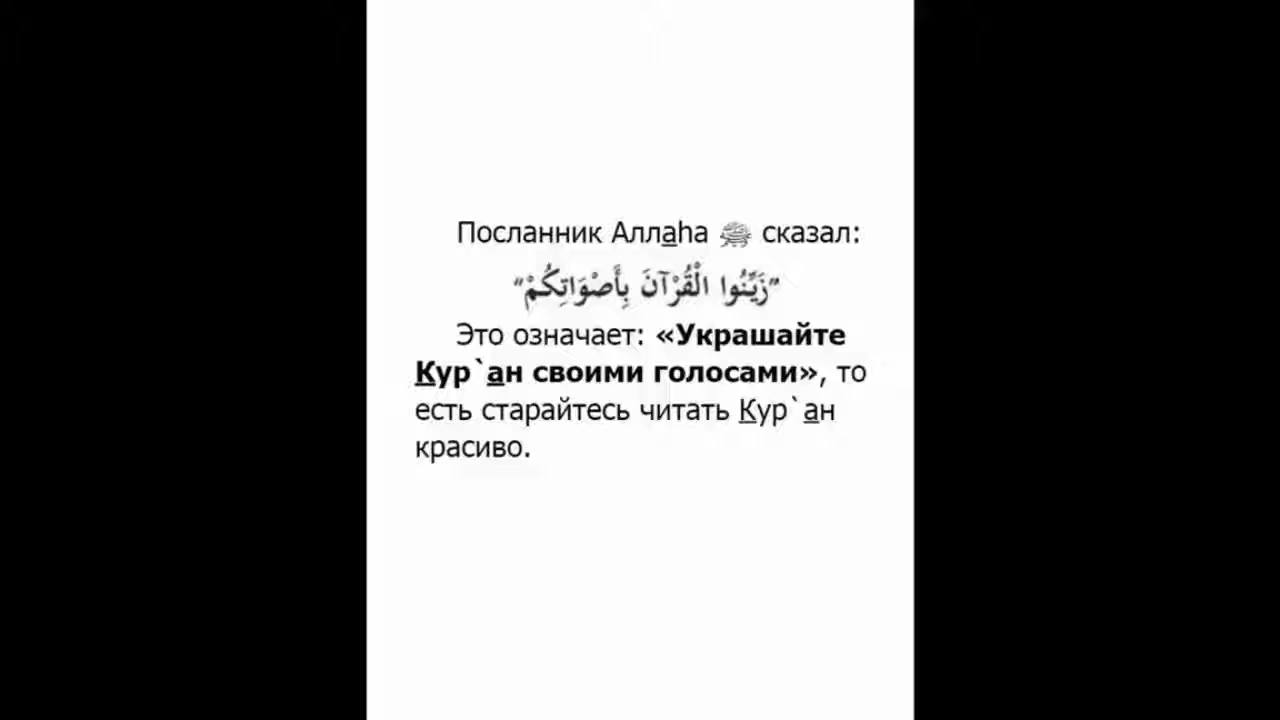 Посланник Аллаhа ﷺ сказал:
"زَيِّنُوا الْقُرْآنَ بِأَصْوَاتِكُمْ"
Это означает: «Украшайте
Кур`ан своими голосами», то
есть старайтесь читать Кур`ан
красиво.